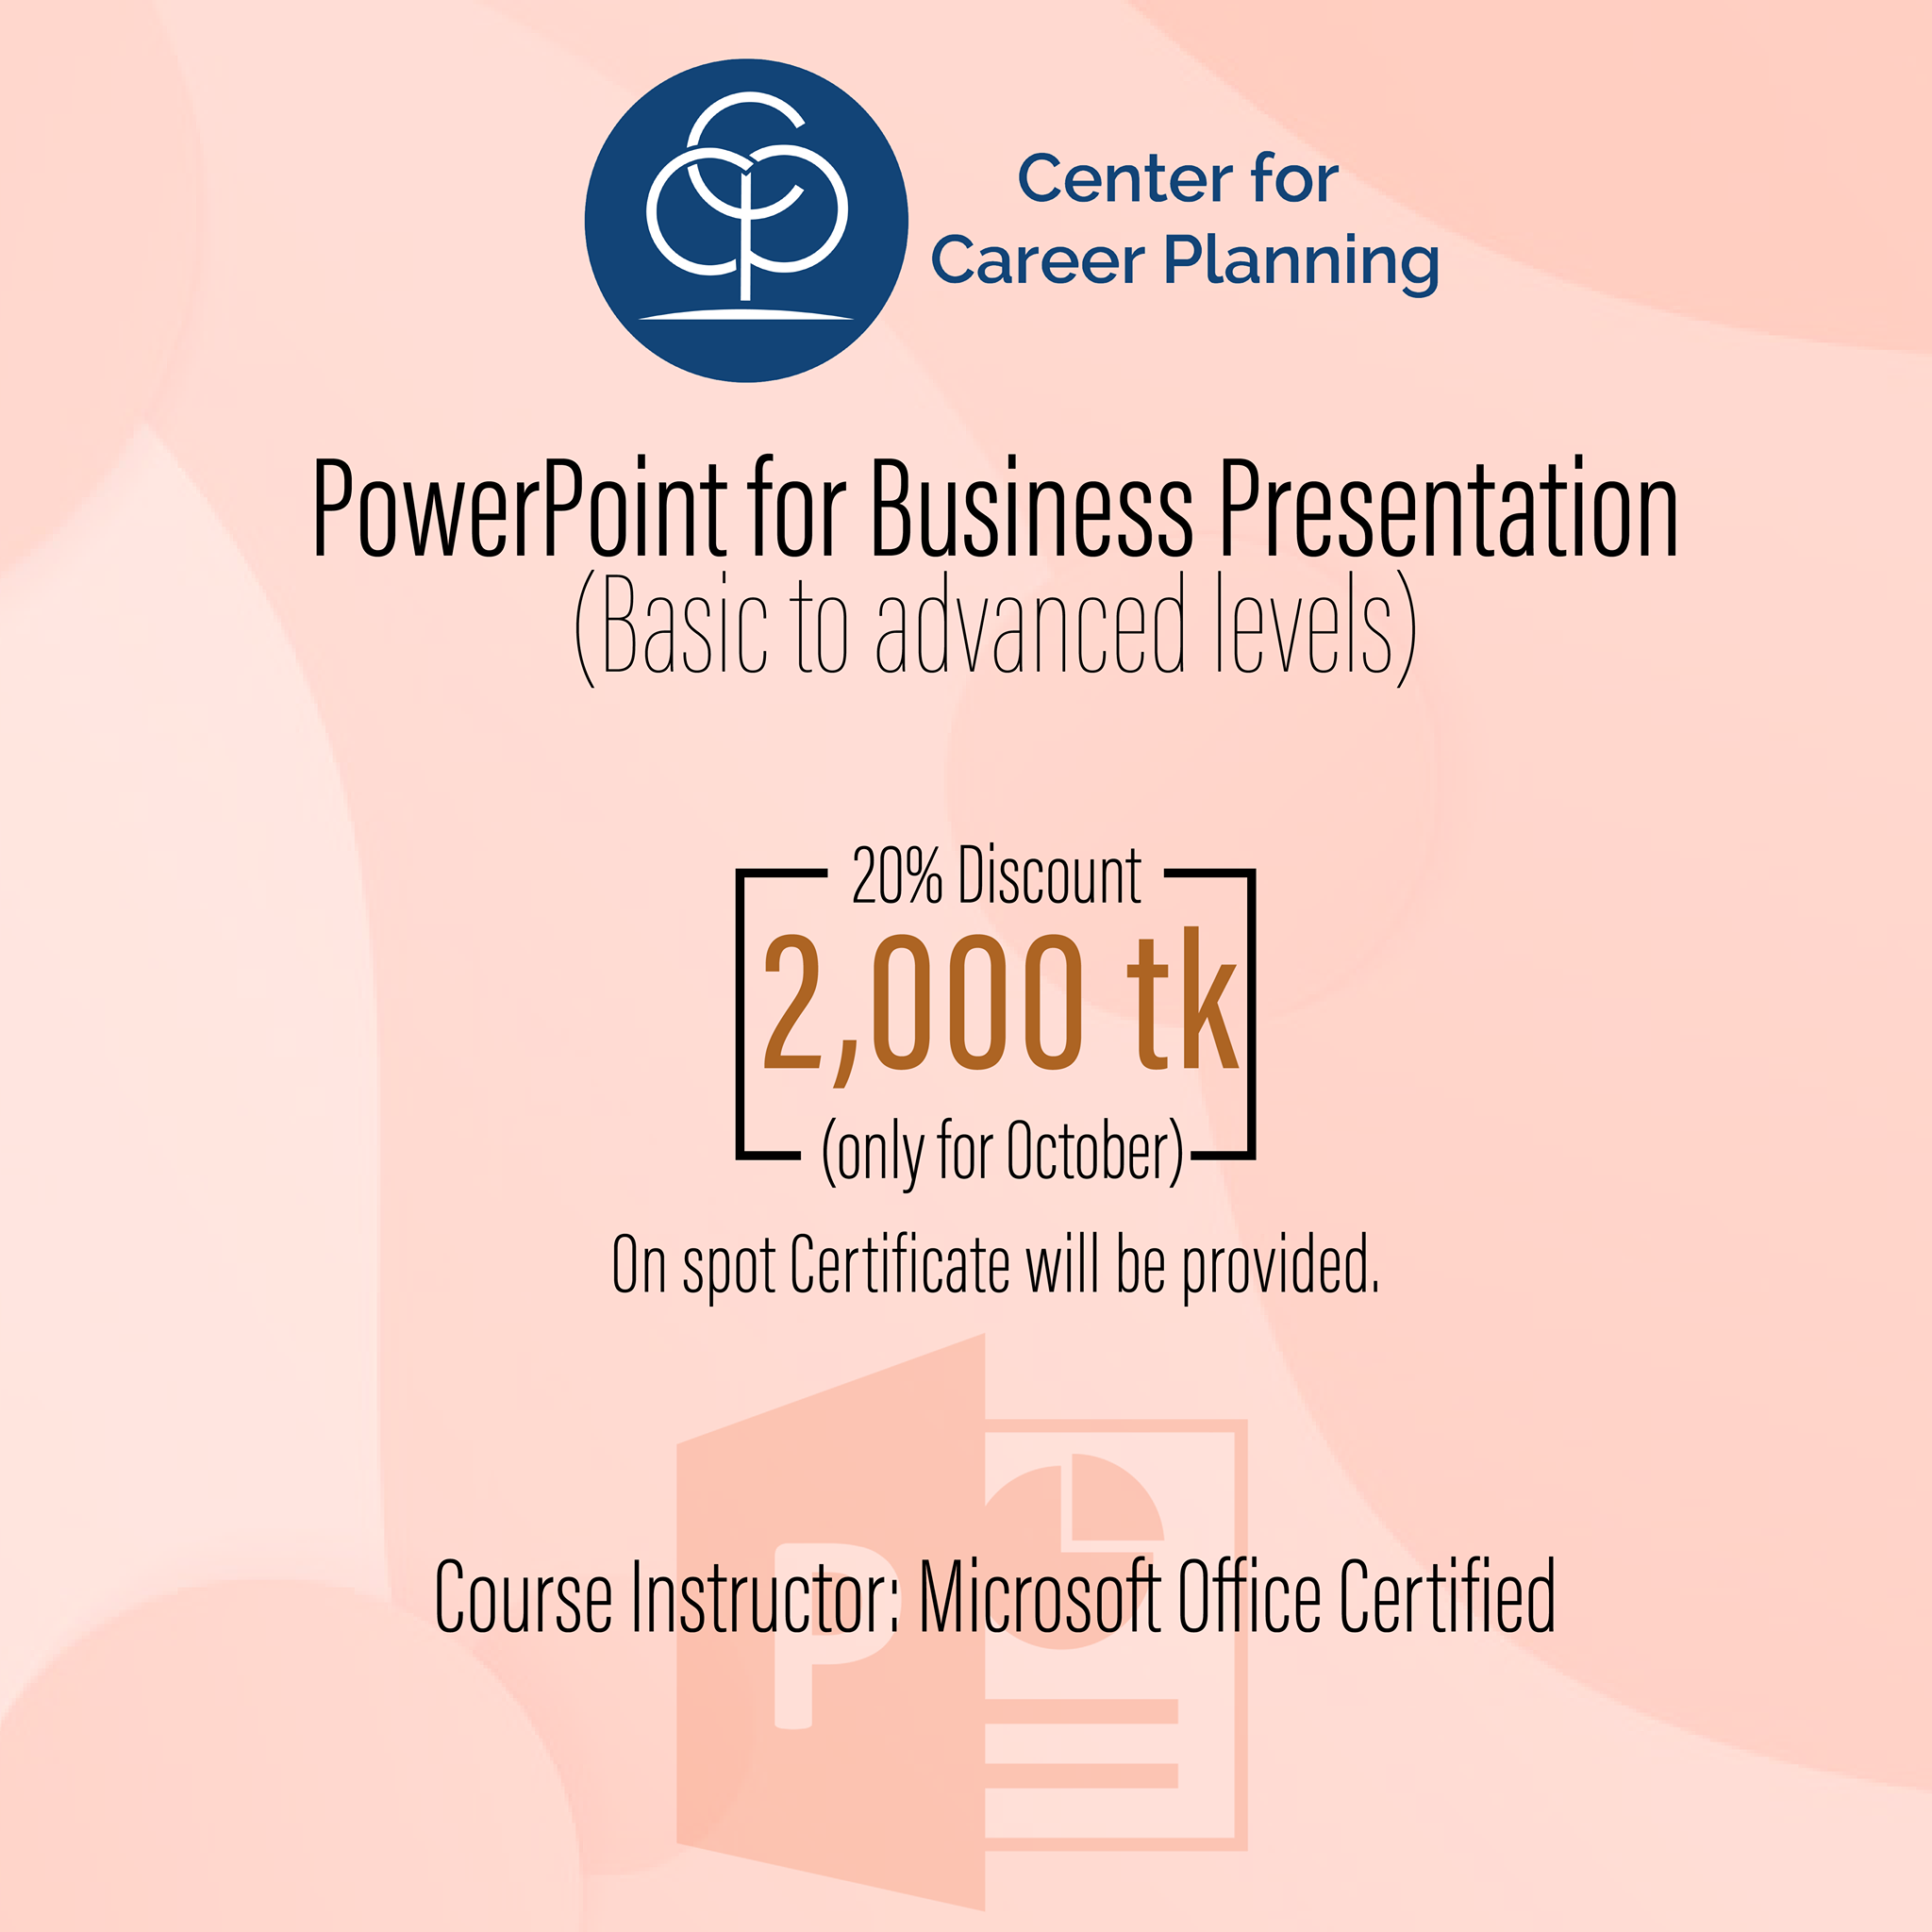 Center for
Career Planning
PowerPoint for Business Presentation
(Basic to advanced levels)
20% Discount
2,000 tk
(only for October)
On spot Certificate will be provided.
P
Course Instructor: Microsoft Office Certified